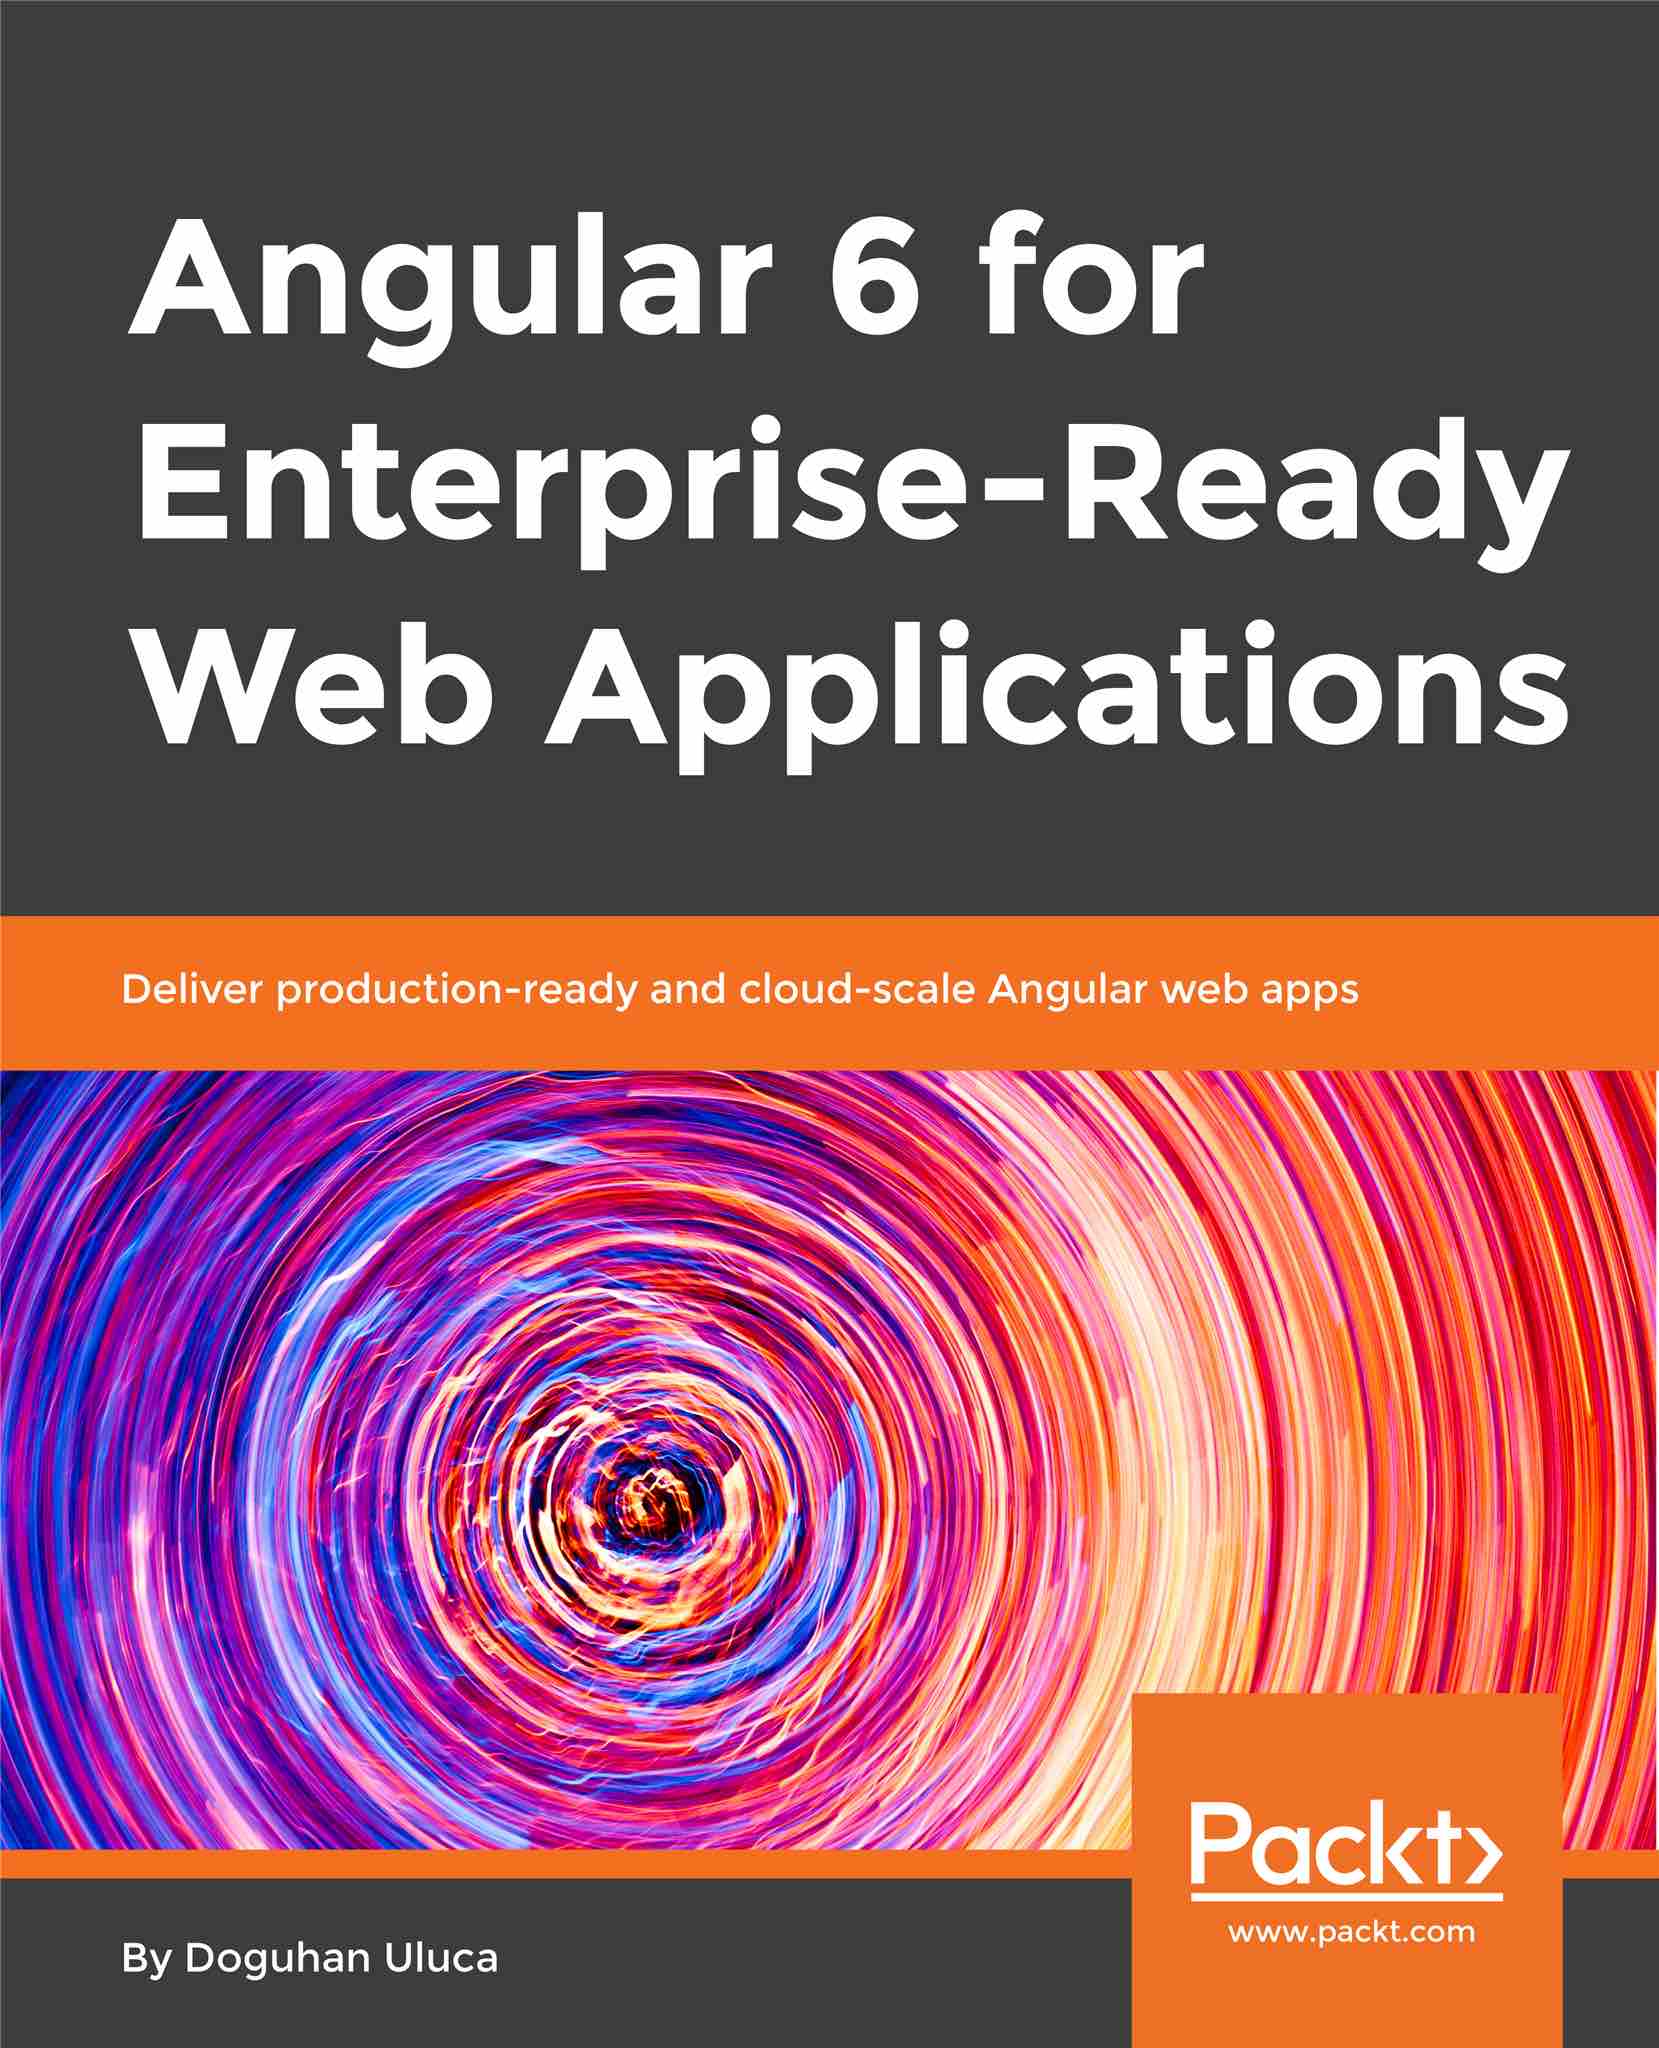 Angular 6 for
Enterprise-Ready
Web Applications
Deliver production-ready and cloud-scale Angular web apps
Packt
www.packt.com
By Doguhan Uluca